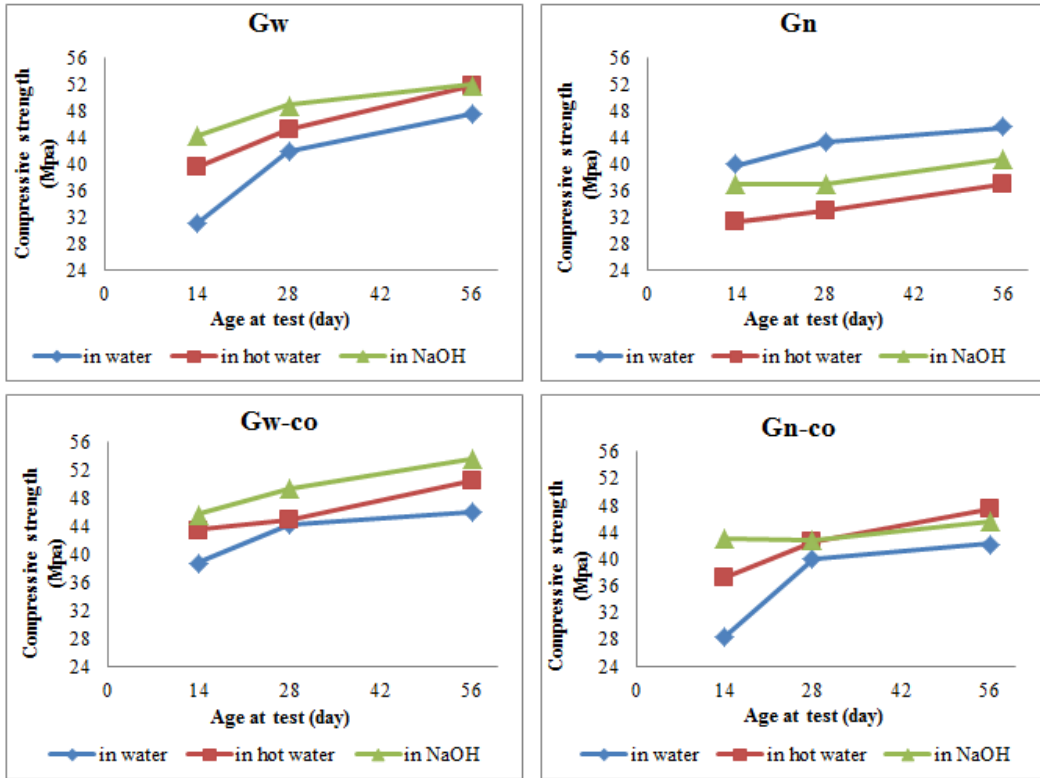 Gw
Compressive strength
(Mpa)
56
52
48
44
40
36
32
28
24
0 14 28 42 56
Age at test (day)
in water in hot water in NaOH
Gn
Compressive strength
(Mpa)
56
52
48
44
40
36
32
28
24
0 14 28 42 56
Age at test (day)
in water in hot water in NaOH
Gw-co
Compressive strength
(Mpa)
56
52
48
44
40
36
32
28
24
0 14 28 42 56
Age at test (day)
in water in hot water in NaOH
Gn-co
Compressive strength
(Mpa)
56
52
48
44
40
36
32
28
24
0 14 28 42 56
Age at test (day)
in water in hot water in NaOH